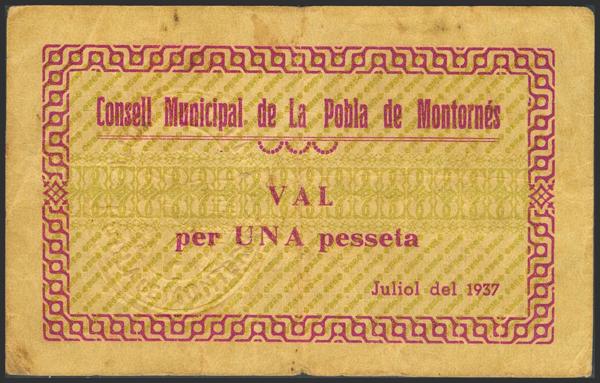 Consell Municipal de La Pobla de Montornés
VAL
per UNA pesseta
Juliol del 1937